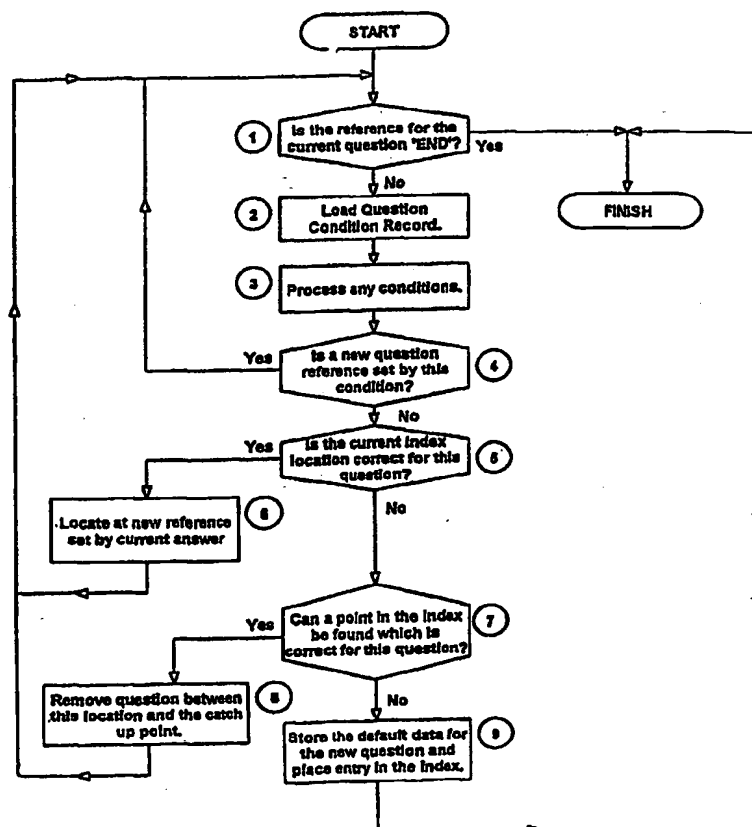 START
1
Is the reference for the
current question 'END'?
Yes
No
FINISH
2
Load Question
Condition Record.
3
Process any conditions.
Yes
Is a new question
reference set by this
condition?
4
No
Yes
Is the current index
location correct for this
question?
5
No
Locate at new reference
set by current answer
6
Yes
Can a point in the index
be found which is
correct for this question?
7
No
Remove question between
this location and the catch
up point.
8
Store the default data for
the new question and
place entry in the index.
9